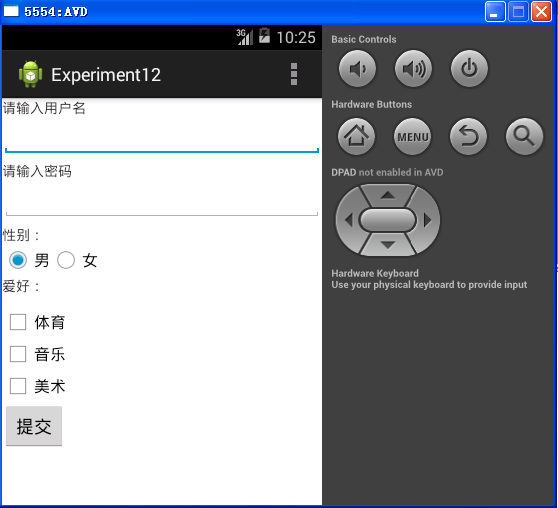 5554:AVD
3G 10:25
Experiment12
请输入用户名
请输入密码
性别：
男 女
爱好：
体育
音乐
美术
提交
Basic Controls
Hardware Buttons
MENU
DPAD not enabled in AVD
Hardware Keyboard
Use your physical keyboard to provide input